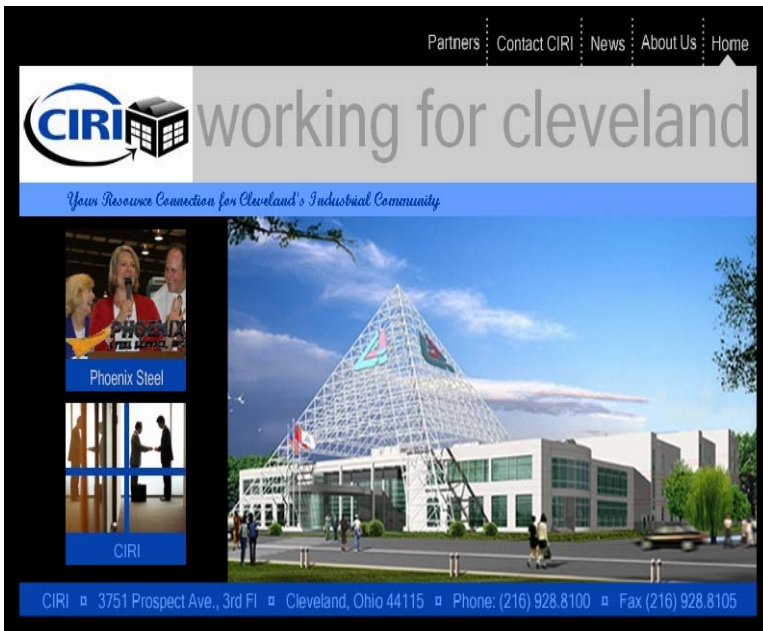 Partners Contact CIRI News About Us Home
CIRI
working for cleveland
Your Resource Connection for Cleveland's Industrial Community
PHOENIX
Phoenix Steel
CIRI
CIRI ¤ 3751 Prospect Ave., 3rd Fl ¤ Cleveland, Ohio 44115 ¤ Phone: (216) 928.8100 ¤ Fax (216) 928.8105